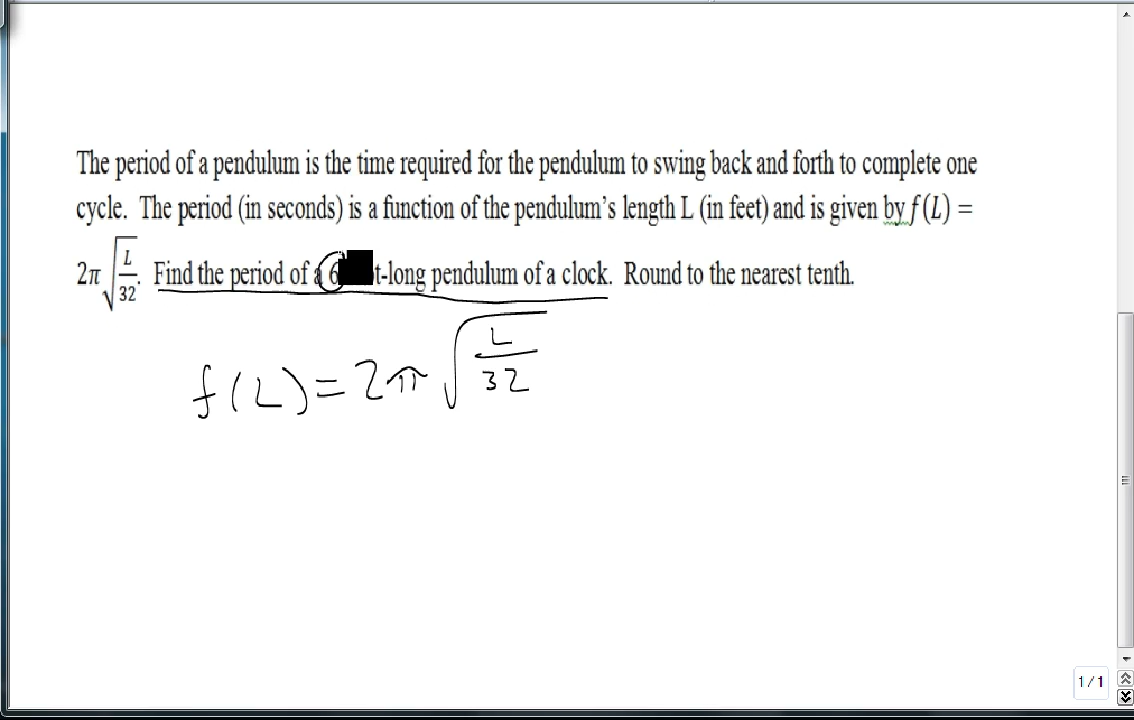 The period of a pendulum is the time required for the pendulum to swing back and forth to complete one
cycle. The period (in seconds) is a function of the pendulum's length L (in feet) and is given by f(L) =
2π√(L/32). Find the period of a 6 t-long pendulum of a clock. Round to the nearest tenth.
f(L)=2π√(L/32)
1/1